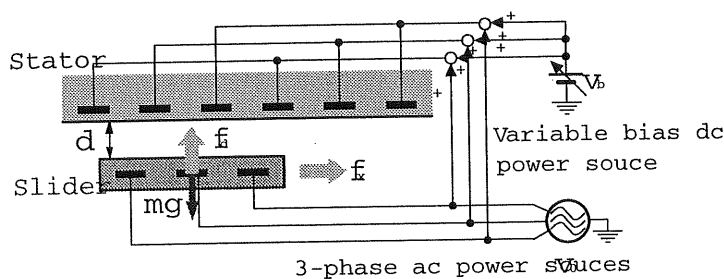 Stator
d
Slider
mg
Variable bias dc
power souce
3-phase ac power souces